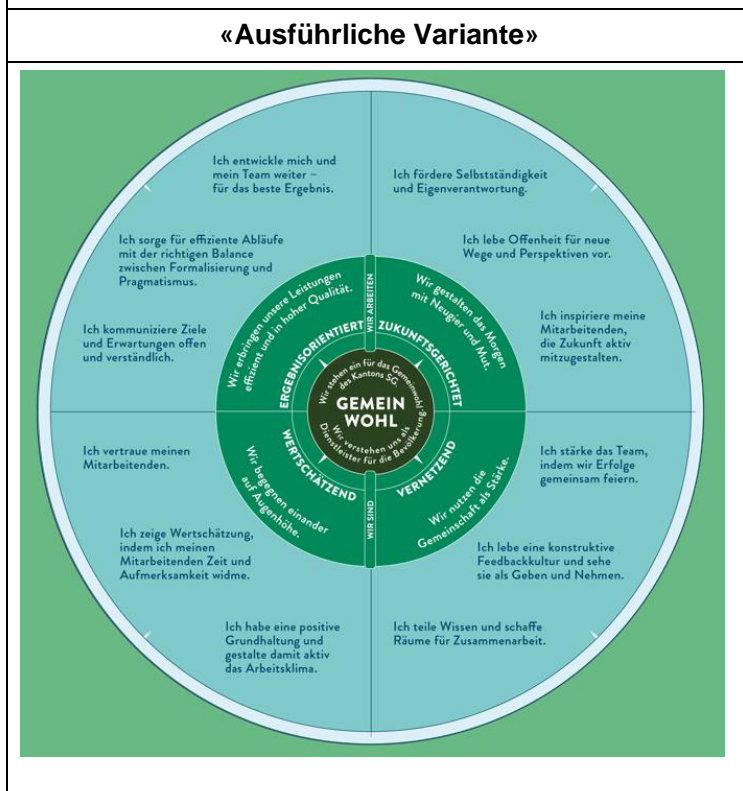 «Ausführliche Variante»
Ich entwickle mich und
mein Team weiter –
für das beste Ergebnis.
Ich sorge für effiziente Abläufe
mit der richtigen Balance
zwischen Formalisierung und
Pragmatismus.
Ich kommuniziere Ziele
und Erwartungen offen
und verständlich.
Ich fördere Selbstständigkeit
und Eigenverantwortung.
Ich lebe Offenheit für neue
Wege und Perspektiven vor.
Ich inspiriere meine
Mitarbeitenden,
die Zukunft aktiv
mitzugestalten.
Wir erbringen unsere Leistungen
effizient und in hoher Qualität.
ERGEBNISORIENTIERT
WIR ARBEITEN
Wir gestalten das Morgen
mit Neugier und Mut.
ZUKUNFTSGERICHTET
Wir stehen ein für das Gemeinwohl
des Kantons SG.
GEMEIN
WOHL
Wir verstehen uns als
Dienstleister für die Bevölkerung.
WERTSCHÄTZEND
Wir begegnen einander
auf Augenhöhe.
WIR SIND
VERNETZEND
Wir nutzen die
Gemeinschaft als Stärke.
Ich vertraue meinen
Mitarbeitenden.
Ich zeige Wertschätzung,
indem ich meinen
Mitarbeitenden Zeit und
Aufmerksamkeit widme.
Ich habe eine positive
Grundhaltung und
gestalte damit aktiv
das Arbeitsklima.
Ich stärke das Team,
indem wir Erfolge
gemeinsam feiern.
Ich lebe eine konstruktive
Feedbackkultur und sehe
sie als Geben und Nehmen.
Ich teile Wissen und schaffe
Räume für Zusammenarbeit.